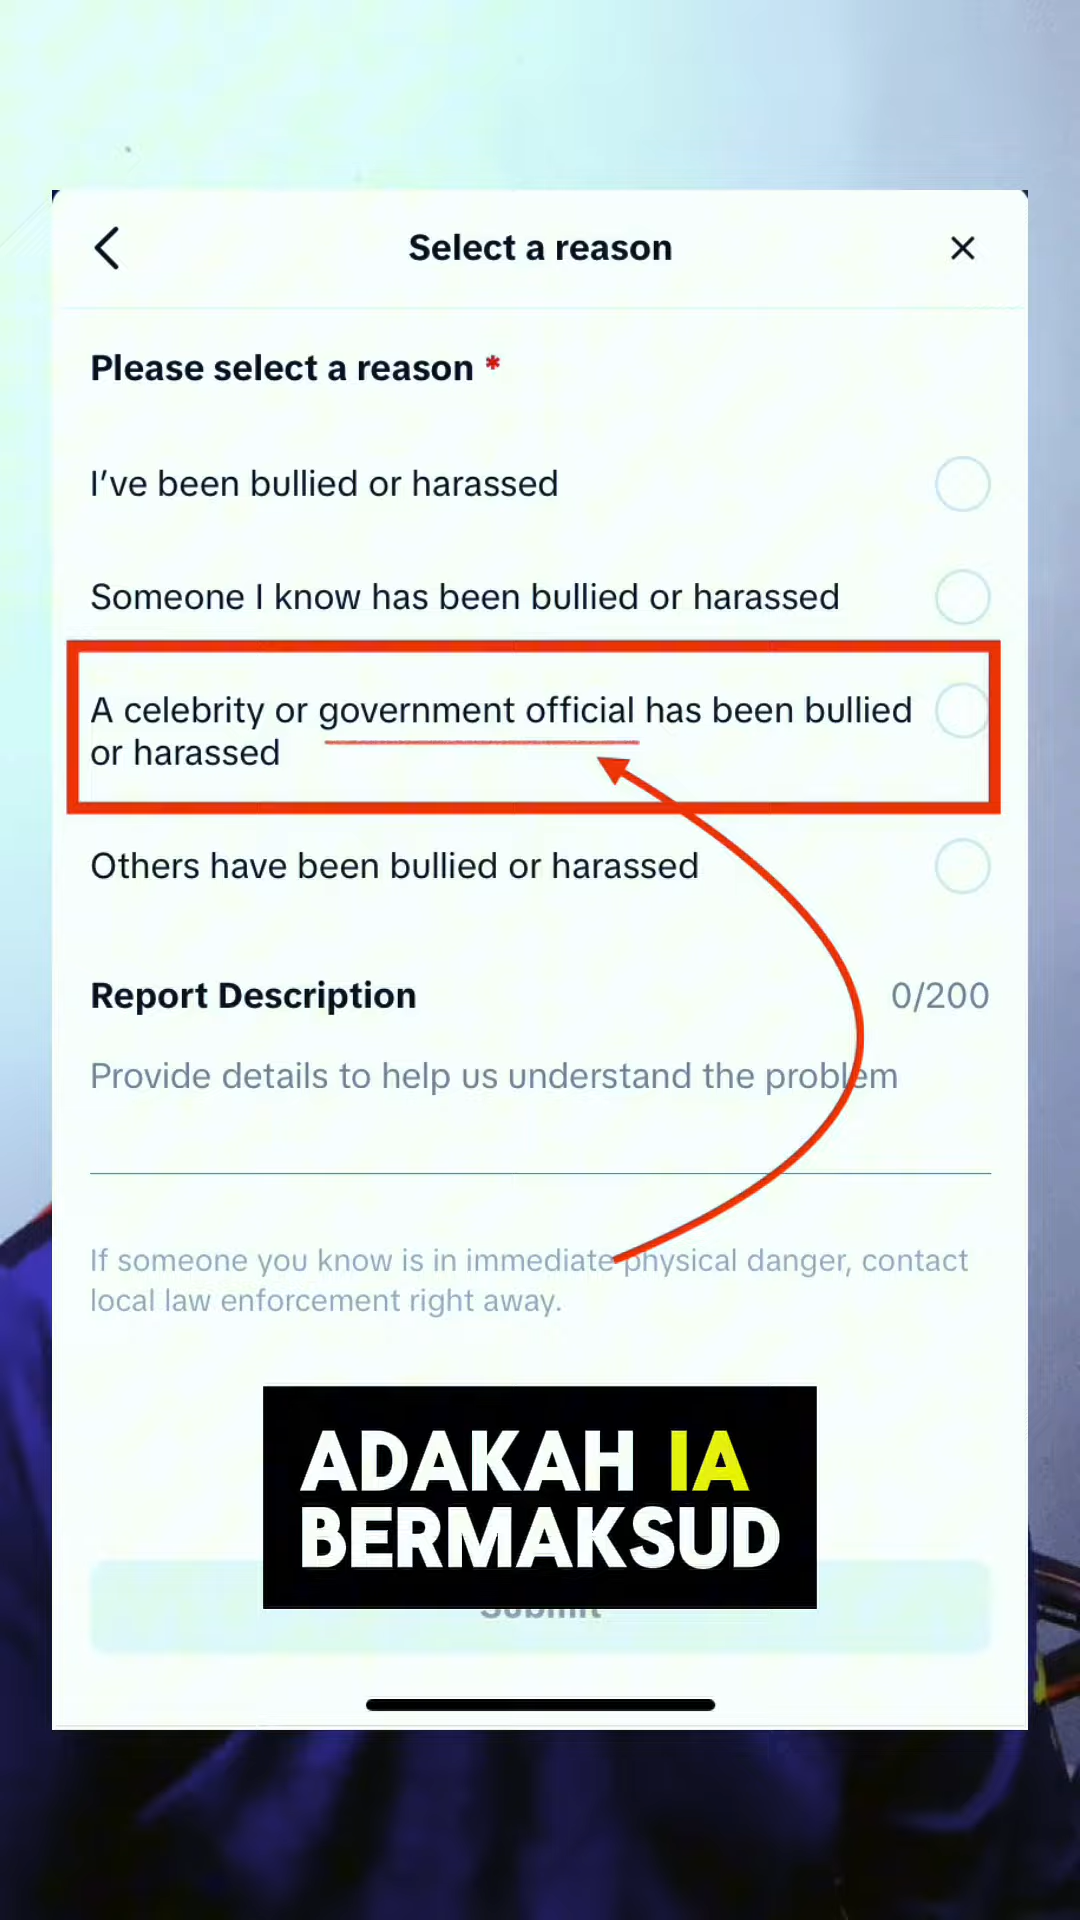 Select a reason
Please select a reason *
I've been bullied or harassed
Someone I know has been bullied or harassed
A celebrity or government official has been bullied
or harassed
Others have been bullied or harassed
Report Description 0/200
Provide details to help us understand the problem
If someone you know is in immediate physical danger, contact
local law enforcement right away.
ADAKAH IA
BERMAKSUD
Submit